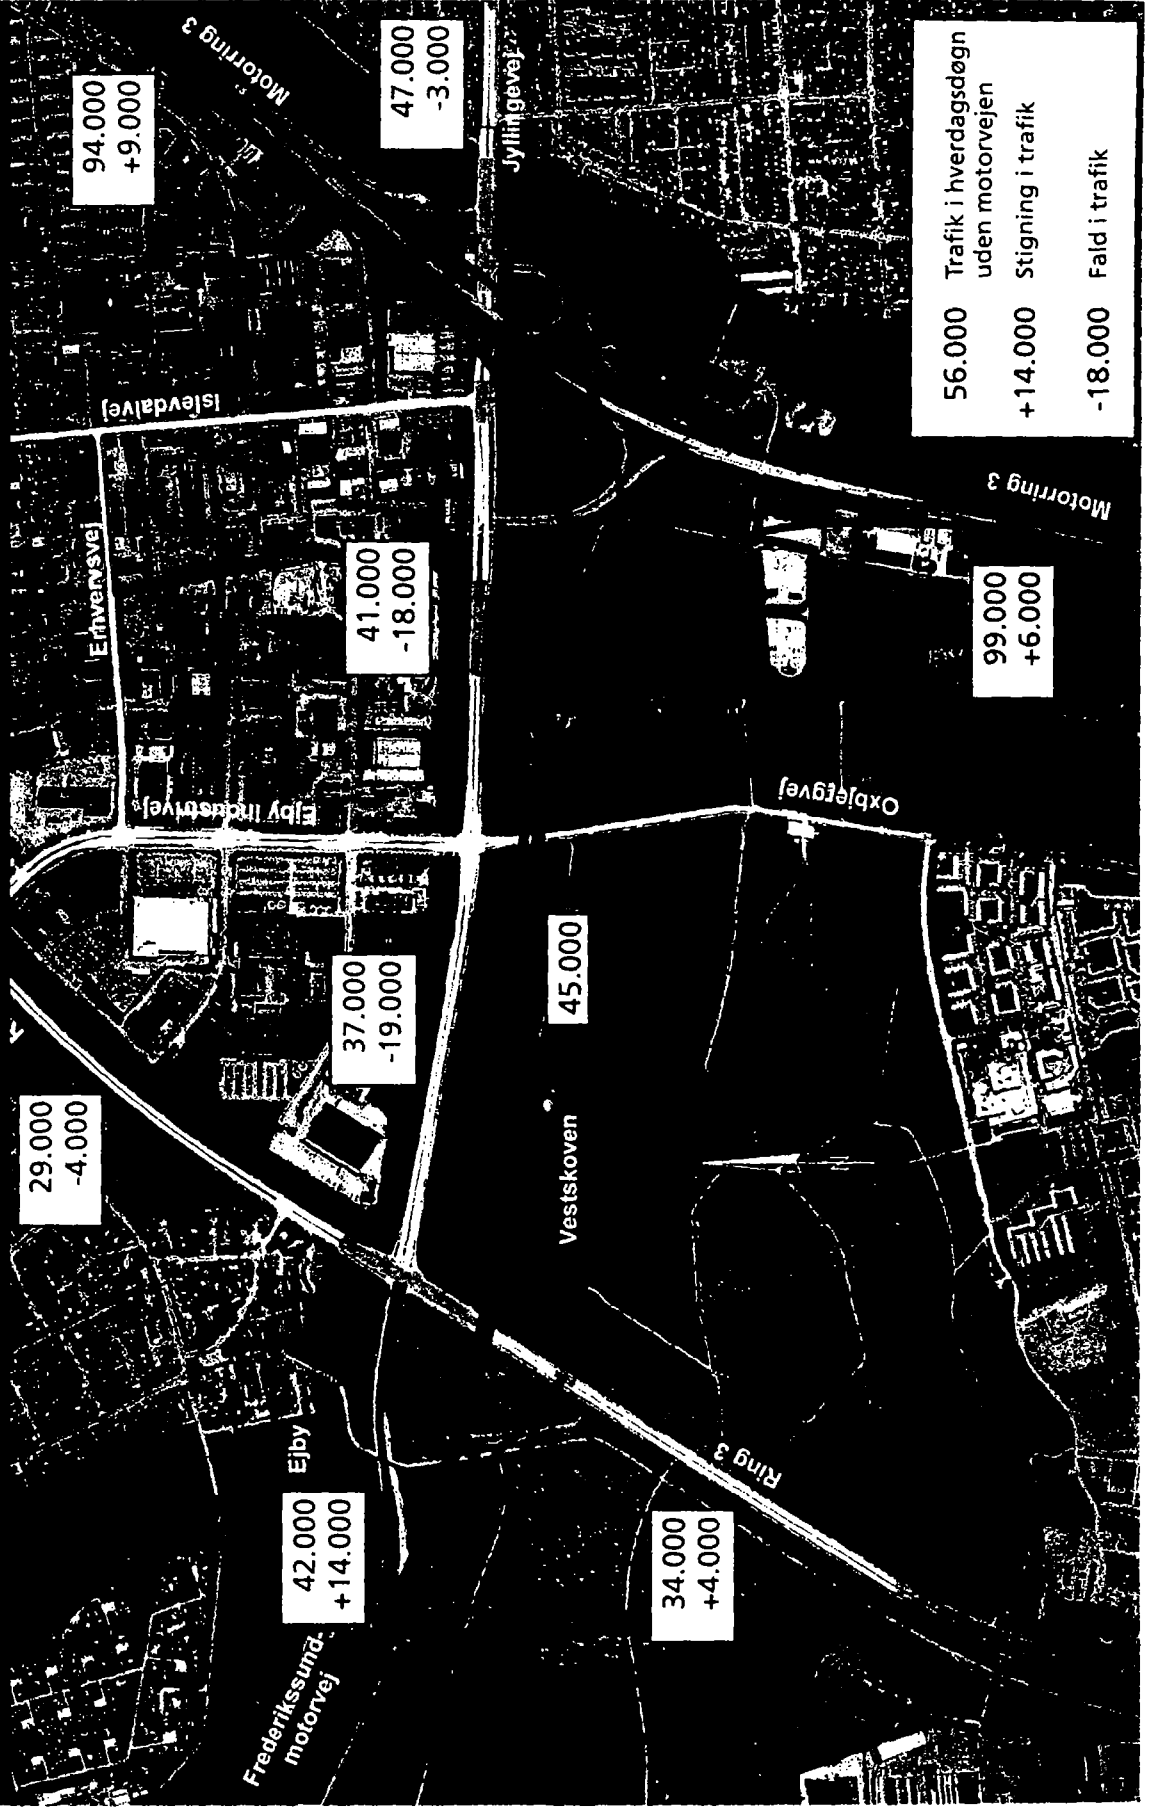 29.000
-4.000
94.000
+9.000
Erhvervsvej
Islevdalvej
Ejby Industrivej
Motorring 3
Frederikssund-
motorvej
Ejby
42.000
+14.000
37.000
-19.000
41.000
-18.000
47.000
-3.000
Jyllingevej
45.000
Vestskoven
34.000
+4.000
Ring 3
Oxbjergvej
99.000
+6.000
Motorring 3
56.000 Trafik i hverdagsdøgn
uden motorvejen
+14.000 Stigning i trafik
-18.000 Fald i trafik